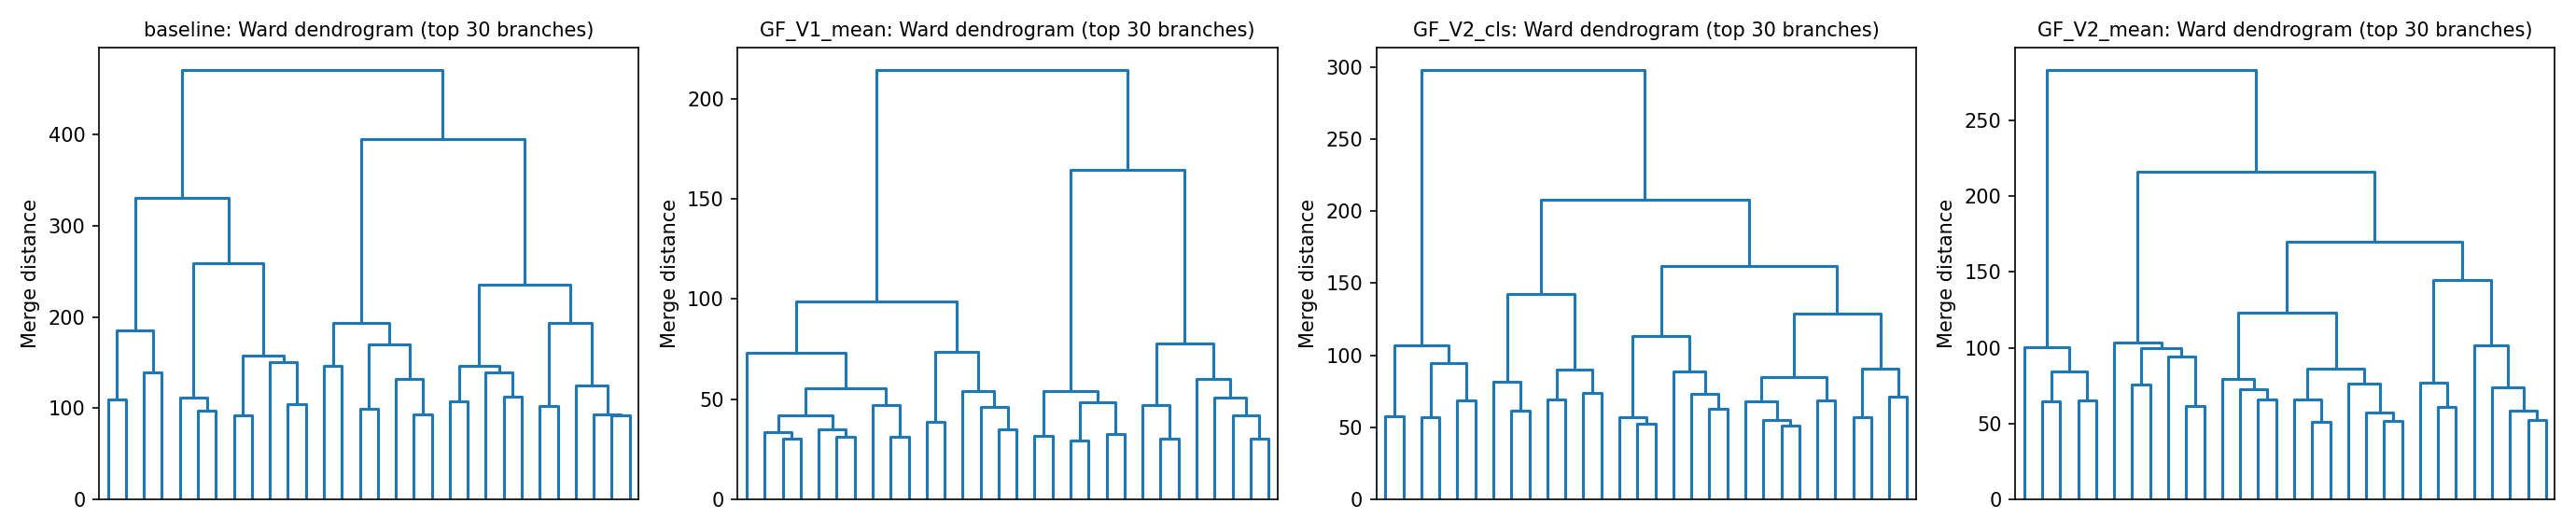 baseline: Ward dendrogram (top 30 branches)
Merge distance
400
300
200
100
0
GF_V1_mean: Ward dendrogram (top 30 branches)
Merge distance
200
150
100
50
0
GF_V2_cls: Ward dendrogram (top 30 branches)
Merge distance
300
250
200
150
100
50
0
GF_V2_mean: Ward dendrogram (top 30 branches)
Merge distance
250
200
150
100
50
0